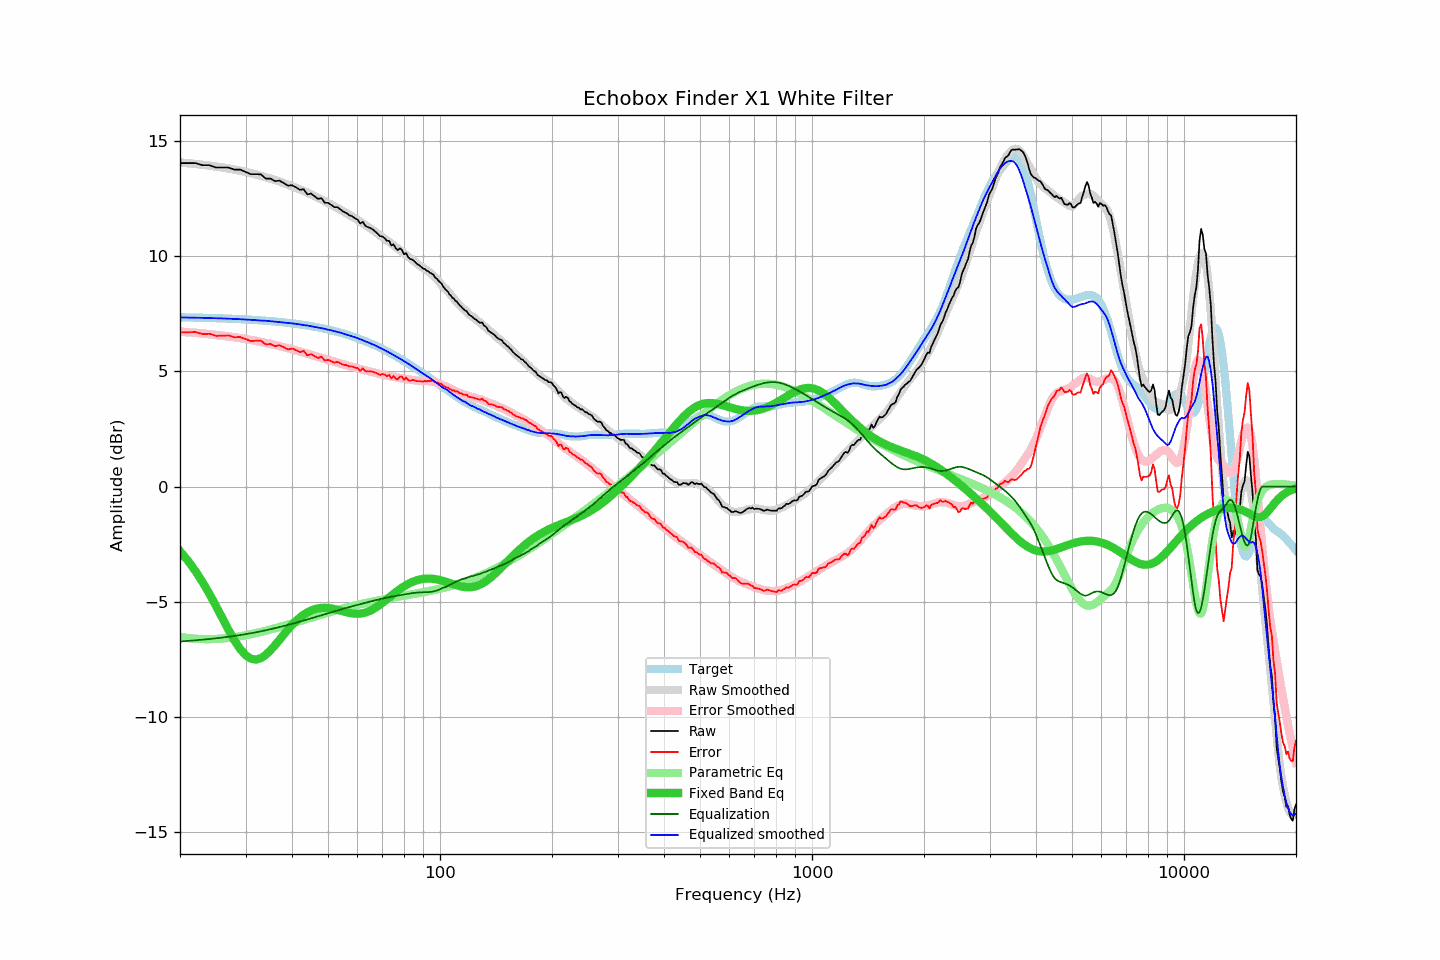 Echobox Finder X1 White Filter
15
10
5
0
−5
−10
−15
Amplitude (dBr)
100
1000
10000
Frequency (Hz)
Target
Raw Smoothed
Error Smoothed
Raw
Error
Parametric Eq
Fixed Band Eq
Equalization
Equalized smoothed